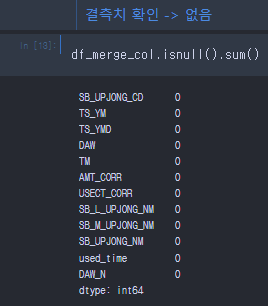 결측치 확인 -> 없음
In [18]: df_merge_col.isnull().sum()
SB_UPJONG_CD 0
TS_YM 0
TS_YMD 0
DAW 0
TM 0
AMT_CORR 0
USECT_CORR 0
SB_L_UPJONG_NM 0
SB_M_UPJONG_NM 0
SB_UPJONG_NM 0
used_time 0
DAW_N 0
dtype: int64